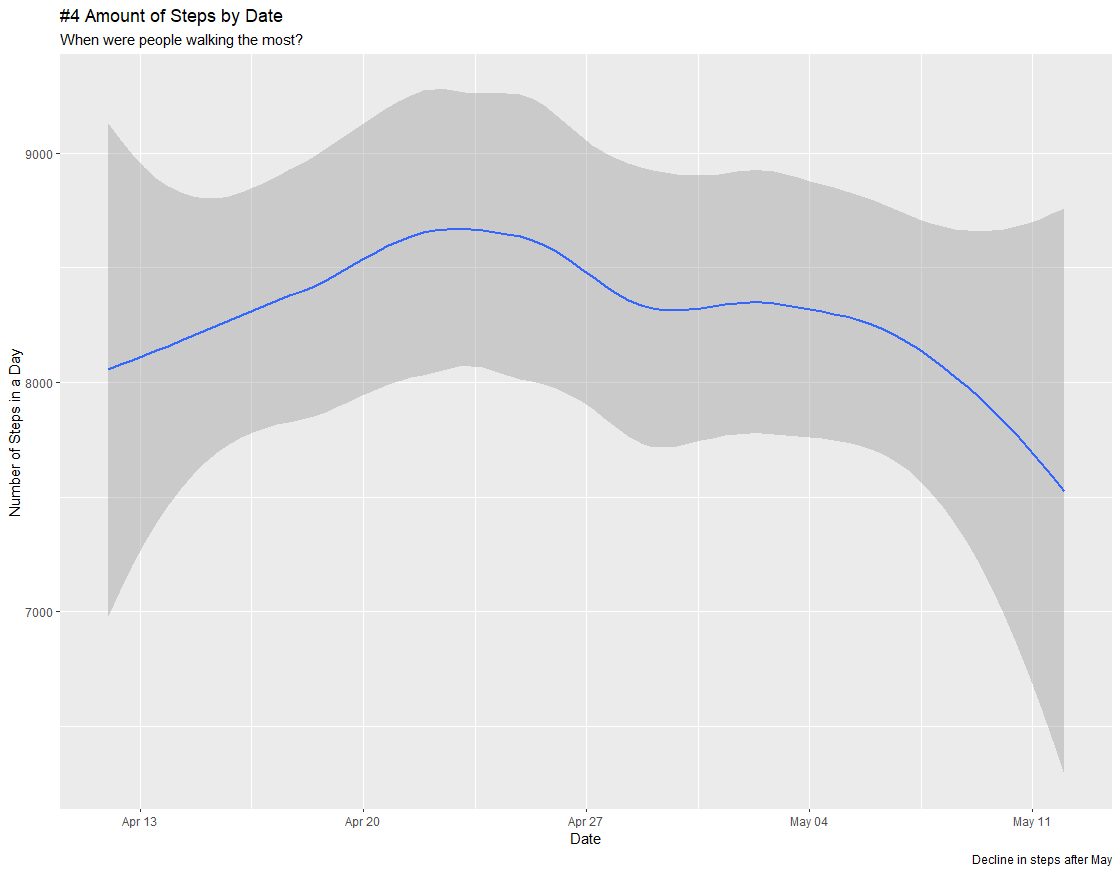 #4 Amount of Steps by Date
When were people walking the most?
Number of Steps in a Day
9000
8000
7000
Apr 13
Apr 20
Apr 27
May 04
May 11
Date
Decline in steps after May